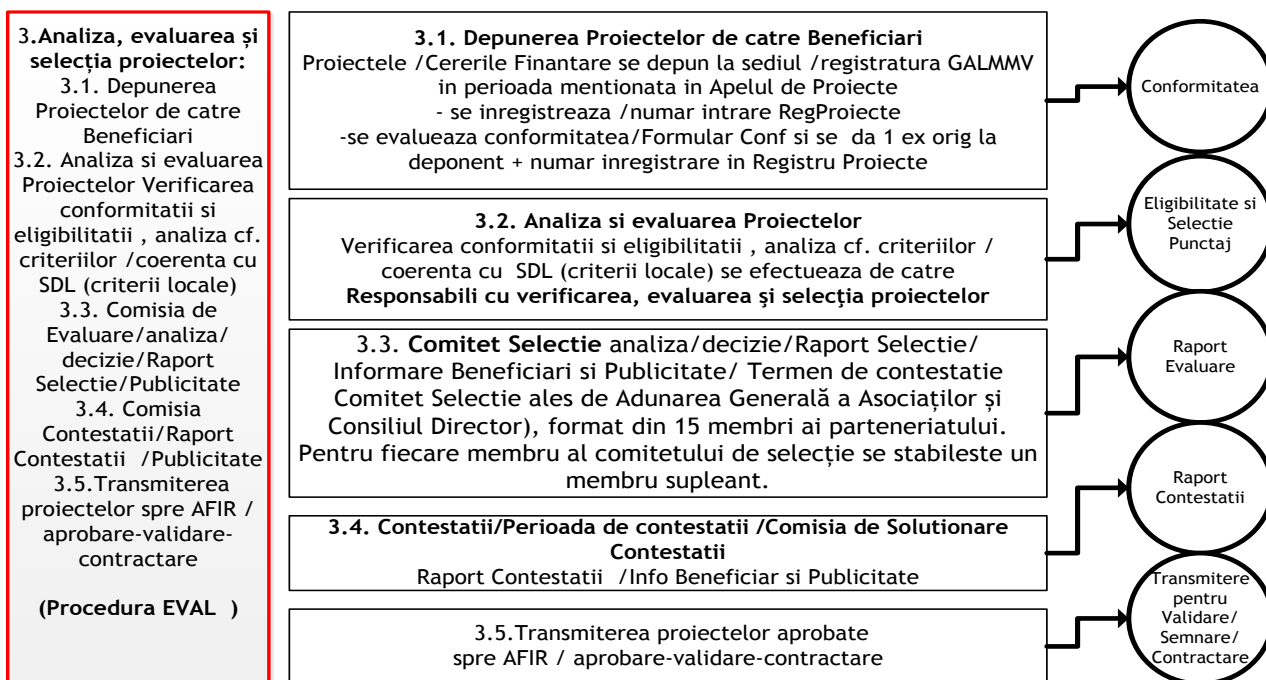 3.Analiza, evaluarea și
selecția proiectelor:
3.1. Depunerea
Proiectelor de catre
Beneficiari
3.2. Analiza si evaluarea
Proiectelor Verificarea
conformitatii si
eligibilitatii , analiza cf.
criteriilor /coerenta cu
SDL (criterii locale)
3.3. Comisia de
Evaluare/analiza/
decizie/Raport
Selectie/Publicitate
3.4. Comisia
Contestatii/Raport
Contestatii /Publicitate
3.5.Transmiterea
proiectelor spre AFIR /
aprobare-validare-
contractare
(Procedura EVAL )
3.1. Depunerea Proiectelor de catre Beneficiari
Proiectele /Cererile Finantare se depun la sediul /registratura GALMMV
in perioada mentionata in Apelul de Proiecte
- se inregistreaza /numar intrare RegProiecte
-se evalueaza conformitatea/Formular Conf si se da 1 ex orig la
deponent + numar inregistrare in Registru Proiecte
Conformitatea
3.2. Analiza si evaluarea Proiectelor
Verificarea conformitatii si eligibilitatii , analiza cf. criteriilor /
coerenta cu SDL (criterii locale) se efectueaza de catre
Responsabili cu verificarea, evaluarea şi selecţia proiectelor
Eligibilitate si
Selectie
Punctaj
3.3. Comitet Selectie analiza/decizie/Raport Selectie/
Informare Beneficiari si Publicitate/ Termen de contestatie
Comitet Selectie ales de Adunarea Generală a Asociaților și
Consiliul Director), format din 15 membri ai parteneriatului.
Pentru fiecare membru al comitetului de selecție se stabileste un
membru supleant.
Raport
Evaluare
3.4. Contestatii/Perioada de contestatii /Comisia de Solutionare
Contestatii
Raport Contestatii /Info Beneficiar si Publicitate
Raport
Contestatii
3.5.Transmiterea proiectelor aprobate
spre AFIR / aprobare-validare-contractare
Transmitere
pentru
Validare/
Semnare/
Contractare